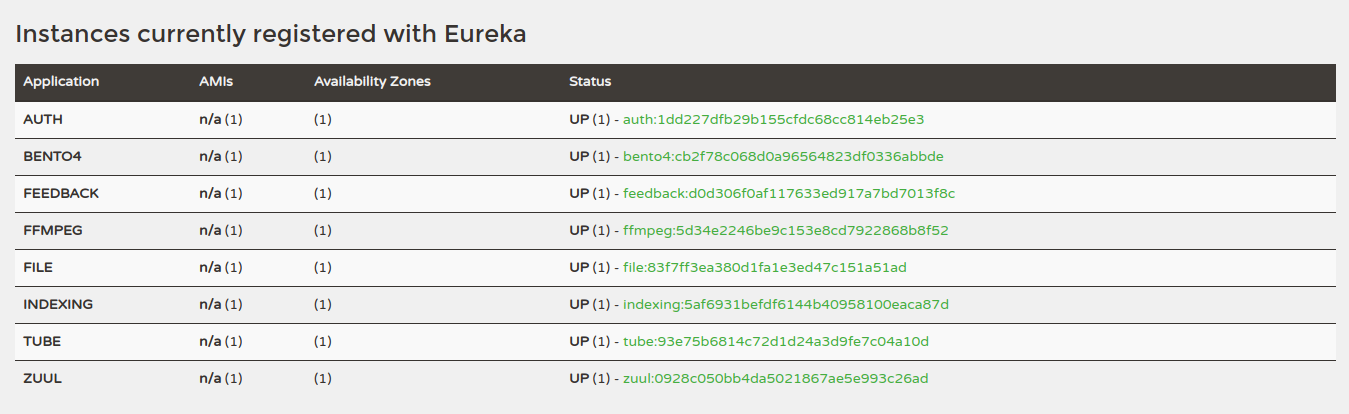 Instances currently registered with Eureka
Application AMIs Availability Zones Status
AUTH n/a (1) (1) UP (1) - auth:1dd227dfb29b155cfdc68cc814eb25e3
BENTO4 n/a (1) (1) UP (1) - bento4:cb2f78c068d0a96564823df0336abbde
FEEDBACK n/a (1) (1) UP (1) - feedback:d0d306f0af117633ed917a7bd7013f8c
FFMPEG n/a (1) (1) UP (1) - ffmpeg:5d34e2246be9c153e8cd7922868b8f52
FILE n/a (1) (1) UP (1) - file:83f7ff3ea380d1fa1e3ed47c151a51ad
INDEXING n/a (1) (1) UP (1) - indexing:5af6931befdf6144b40958100eaca87d
TUBE n/a (1) (1) UP (1) - tube:93e75b6814c72d1d24a3d9fe7c04a10d
ZUUL n/a (1) (1) UP (1) - zuul:0928c050bb4da5021867ae5e993c26ad